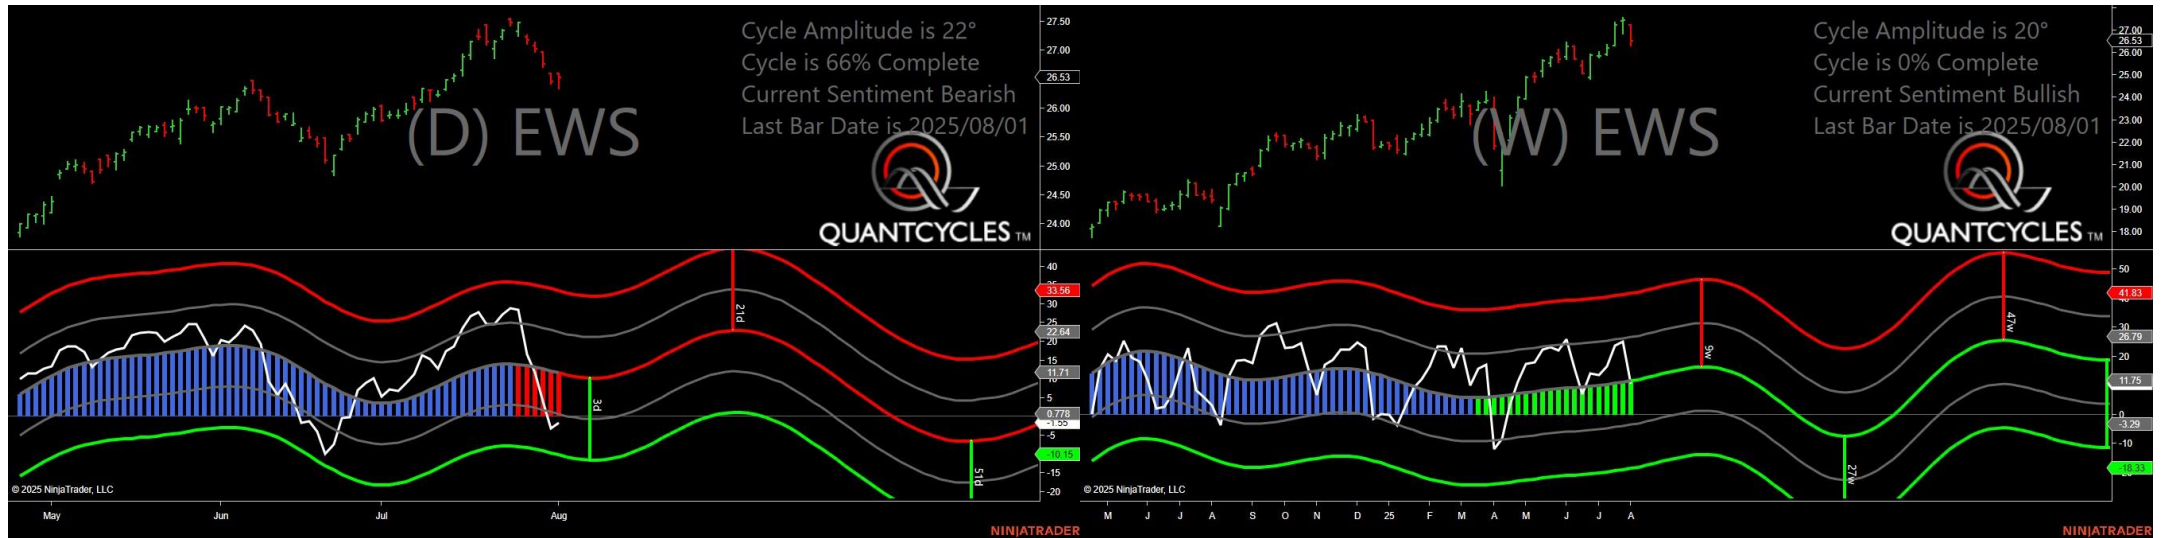 Cycle Amplitude is 22°
Cycle is 66% Complete
Current Sentiment Bearish
Last Bar Date is 2025/08/01
(D) EWS
QUANTCYCLES TM
27.50
27.00
26.53
26.00
25.50
25.00
24.50
24.00
40
33.56
30
25
22.64
20
15
11.71
5
0.778
-1.55
-5
-10.15
-15
-20
3d
21d
51d
© 2025 NinjaTrader, LLC
May
Jun
Jul
Aug
NINJATRADER
Cycle Amplitude is 20°
Cycle is 0% Complete
Current Sentiment Bullish
Last Bar Date is 2025/08/01
(W) EWS
QUANTCYCLES TM
27.00
26.53
26.00
25.00
24.00
23.00
22.00
21.00
20.00
19.00
18.00
50
41.83
30
26.79
20
11.75
0
-3.29
-10
-18.33
9w
27w
47w
© 2025 NinjaTrader, LLC
M
J
J
A
S
O
N
D
25
F
M
A
M
J
J
A
NINJATRADER